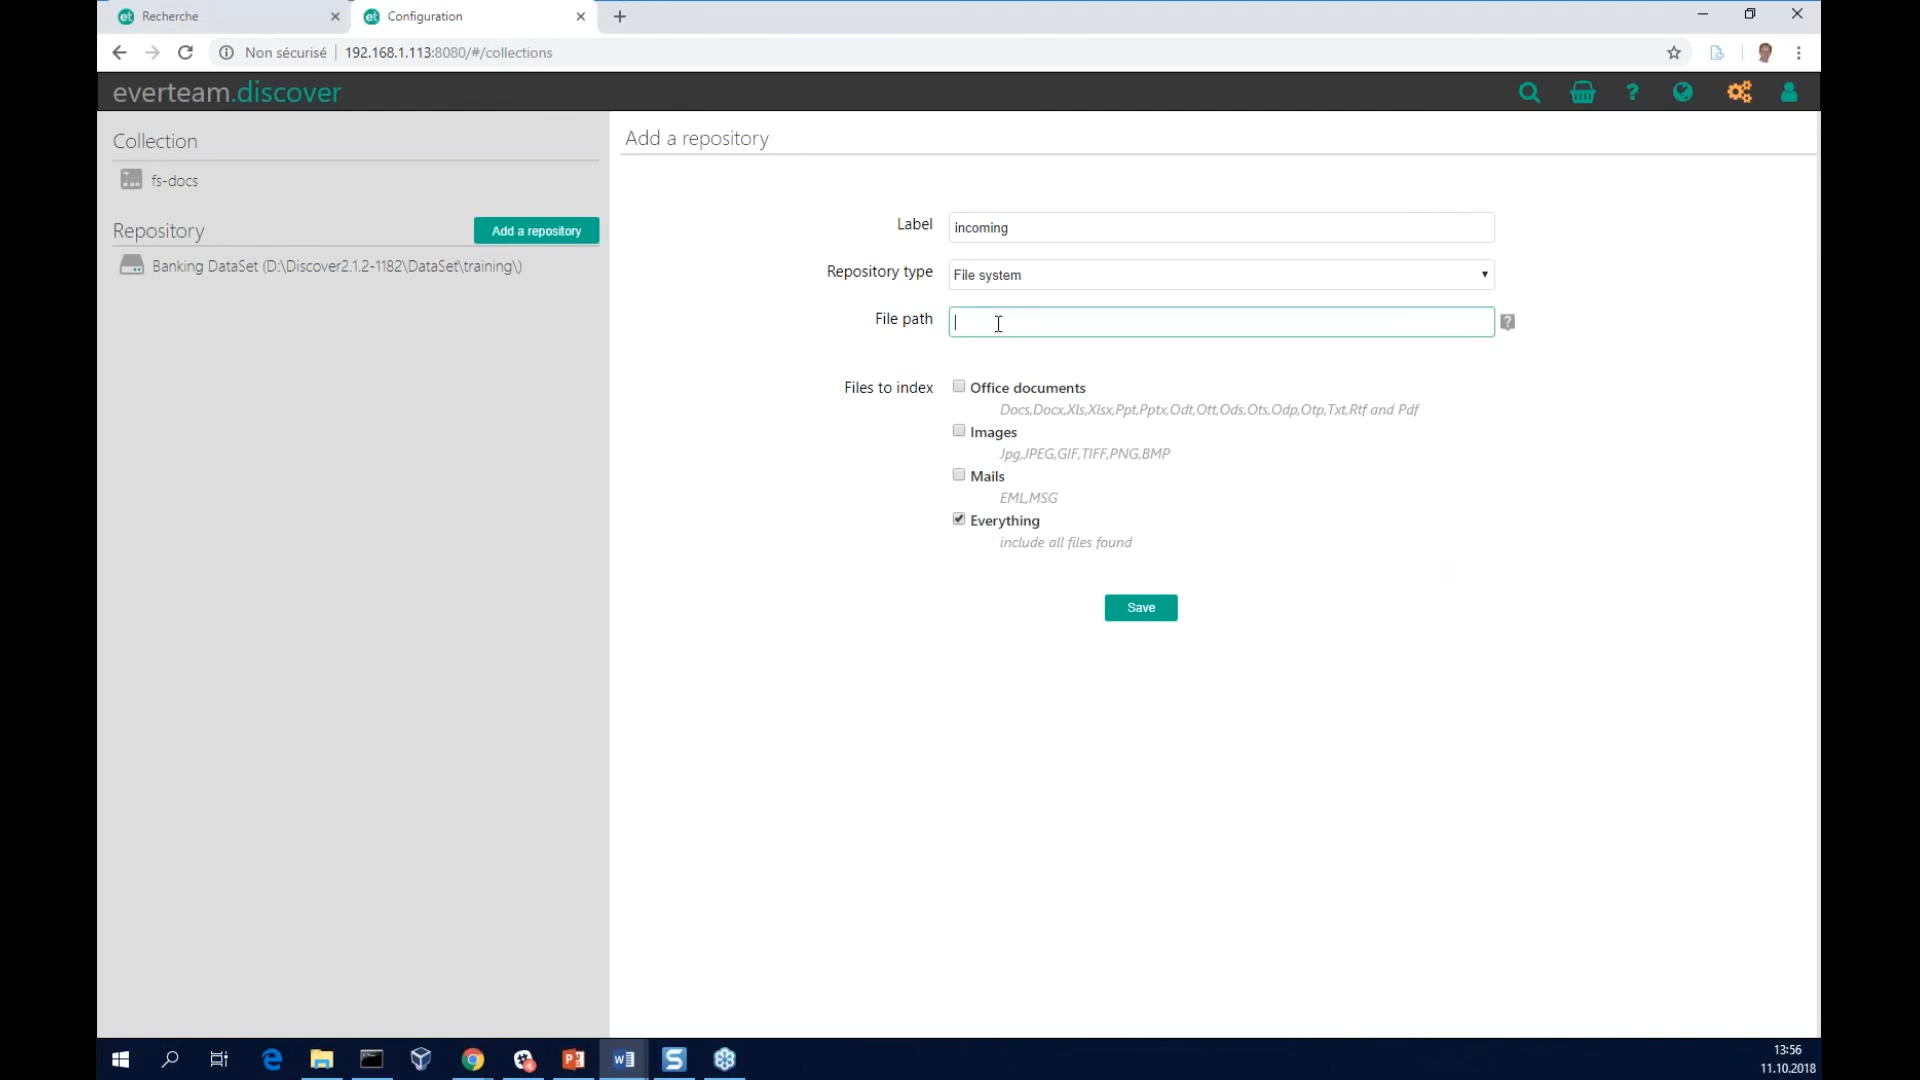 Recherche
Configuration
Non sécurisé
192.168.1.113:8080/#/collections
everteam.discover
Collection
fs-docs
Repository
Add a repository
Banking DataSet (D:\Discover2.1.2-1182\DataSet\training\)
Add a repository
Label
incoming
Repository type
File system
File path
Files to index
Office documents
Docs,Docx,Xls,Xlsx,Ppt,Pptx,Odt,Ott,Ods,Ots,Odp,Otp,Txt,Rtf and Pdf
Images
Jpg,JPEG,GIF,TIFF,PNG,BMP
Mails
EML,MSG
Everything
include all files found
Save
13:56
11.10.2018